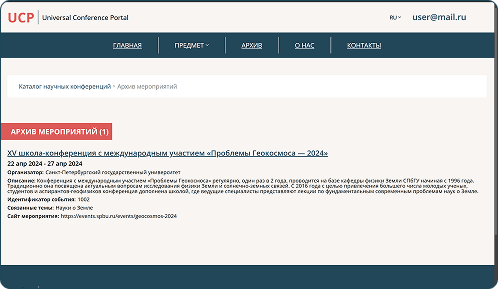 UCP Universal Conference Portal
RU
user@mail.ru
ГЛАВНАЯ
ПРЕДМЕТ
АРХИВ
О НАС
КОНТАКТЫ
Каталог научных конференций * Архив мероприятий
АРХИВ МЕРОПРИЯТИЙ (1)
XV школа-конференция с международным участием «Проблемы Геокосмоса — 2024»
22 апр 2024 - 27 апр 2024
Организатор: Санкт-Петербургский государственный университет
Описание: Конференция с международным участием «Проблемы Геокосмоса» регулярно, один раз в 2 года, проводится на базе кафедры физики Земли СПбГУ начиная с 1996 года.
Традиционно она посвящена актуальным вопросам исследования физики Земли и солнечно-земных связей. С 2016 года с целью привлечения большего числа молодых ученых,
студентов и аспирантов-геофизиков конференция дополнена школой, где ведущие специалисты представляют лекции по фундаментальным современным проблемам наук о Земле.
Идентификатор события: 1002
Связанные темы: Науки о Земле
Сайт мероприятия: https://events.spbu.ru/events/geocosmos-2024